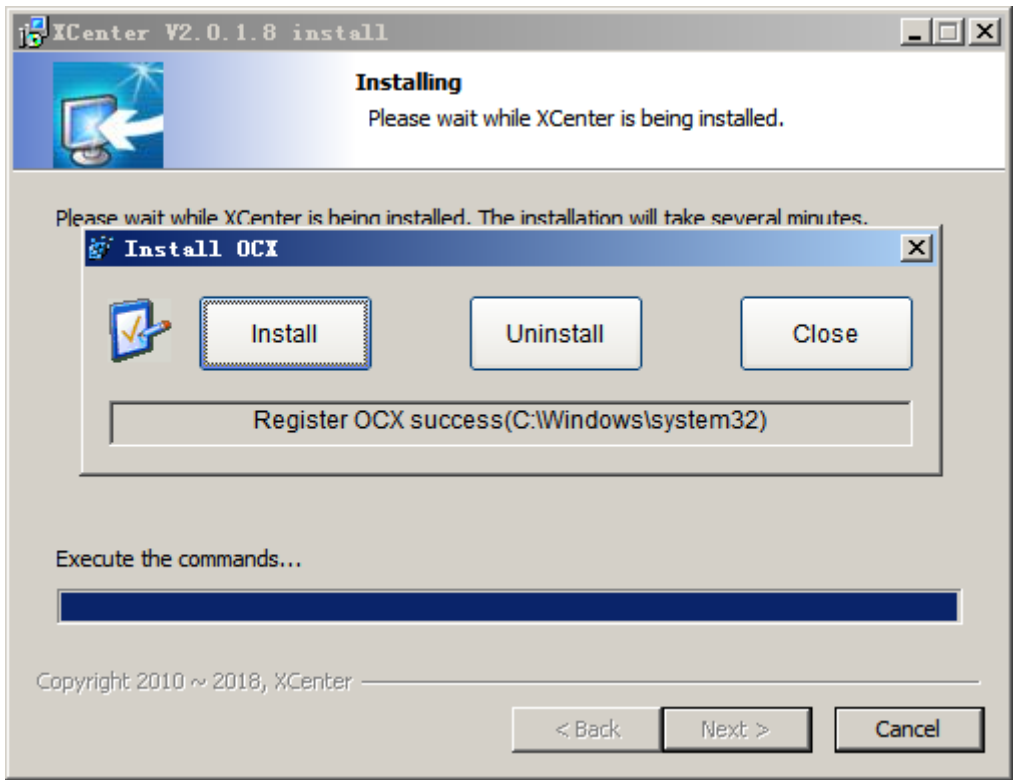 XCenter V2.0.1.8 install
Installing
Please wait while XCenter is being installed.
Please wait while XCenter is being installed. The installation will take several minutes.
Install OCX
Install
Uninstall
Close
Register OCX success(C:\Windows\system32)
Execute the commands...
Copyright 2010 ~ 2018, XCenter
< Back
Next >
Cancel